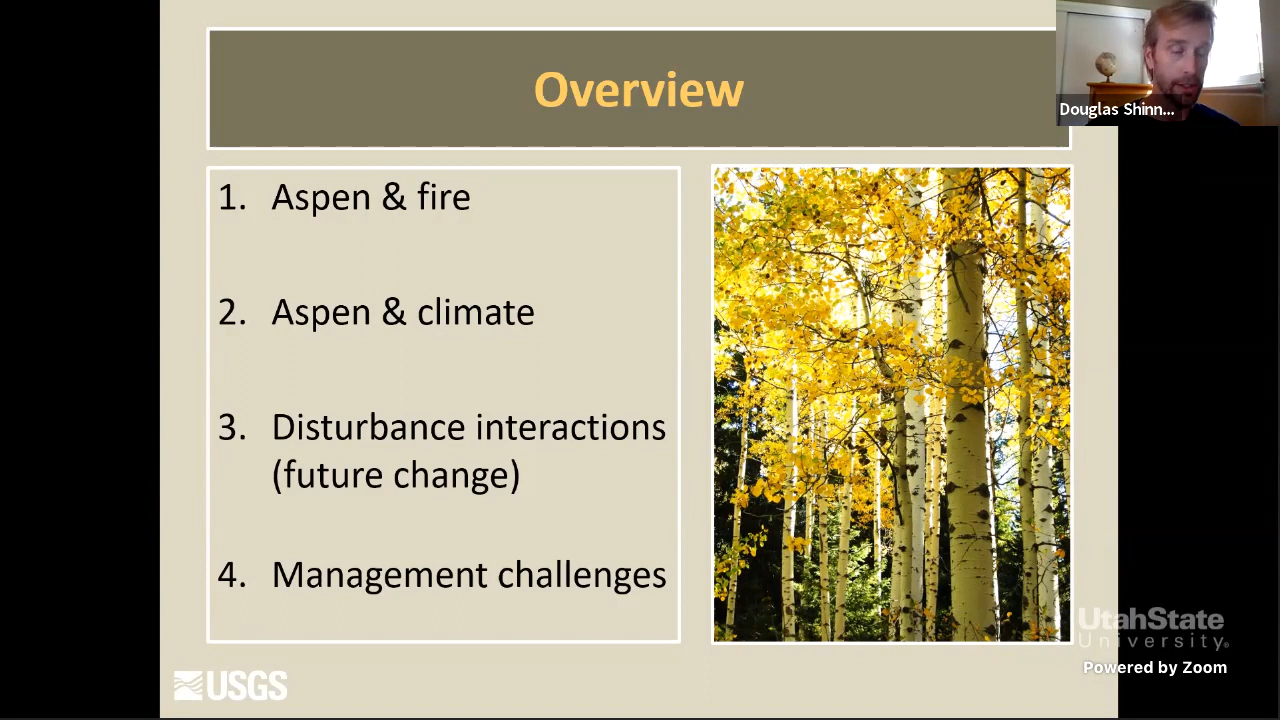 Overview
Douglas Shinn...
1. Aspen & fire
2. Aspen & climate
3. Disturbance interactions
(future change)
4. Management challenges
UtahState
University®
Powered by Zoom
USGS